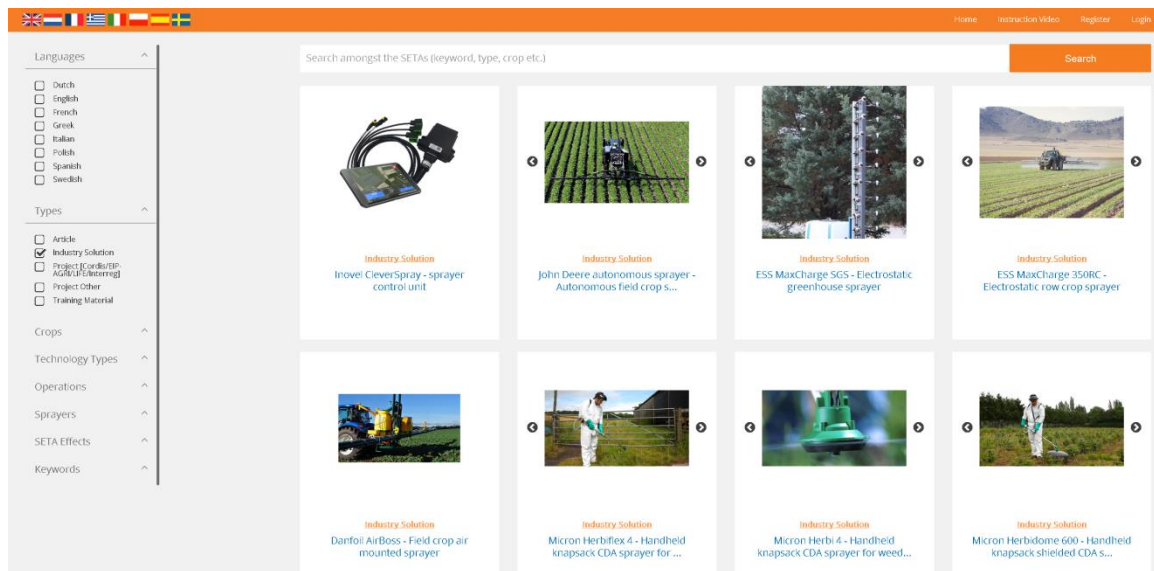 Home Instruction Video Register Login
Languages
Dutch
English
French
Greek
Italian
Polish
Spanish
Swedish
Types
Article
Industry Solution
Project [Cordis/EIP-
AGRI/LIFE/Interreg]
Project Other
Training Material
Crops
Technology Types
Operations
Sprayers
SETA Effects
Keywords
Search amongst the SETAs (keyword, type, crop etc.)
Search
Industry Solution
Inovel CleverSpray - sprayer
control unit
Industry Solution
John Deere autonomous sprayer -
Autonomous field crop s...
Industry Solution
ESS MaxCharge SGS - Electrostatic
greenhouse sprayer
Industry Solution
ESS MaxCharge 350RC -
Electrostatic row crop sprayer
Industry Solution
Danfoil AirBoss - Field crop air
mounted sprayer
Industry Solution
Micron Herbiflex 4 - Handheld
knapsack CDA sprayer for ...
Industry Solution
Micron Herbi 4 - Handheld
knapsack CDA sprayer for weed...
Industry Solution
Micron Herbidome 600 - Handheld
knapsack shielded CDA s...